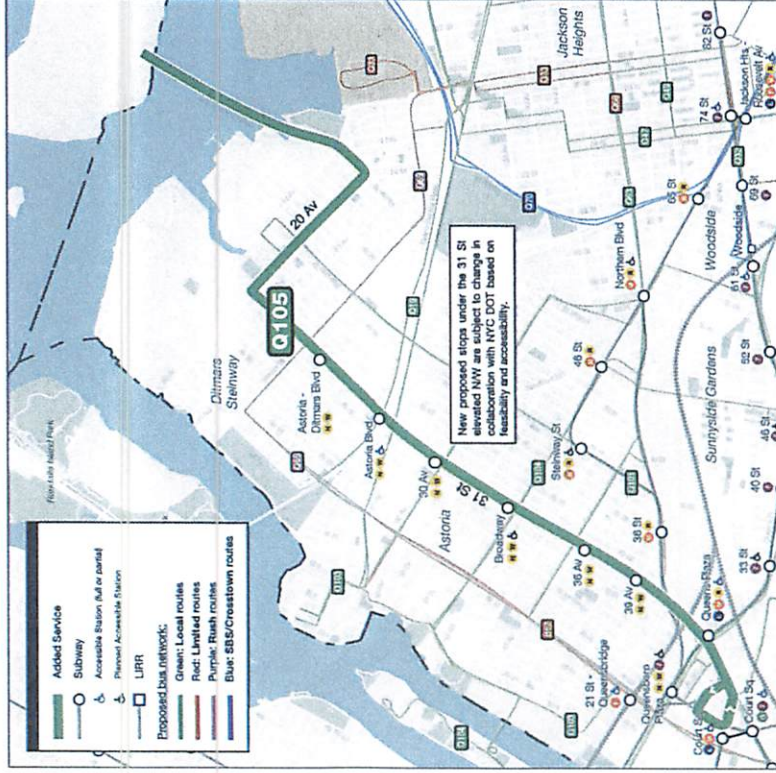 Added Service
Subway
Accessible Station (full or partial)
Planned Accessible Station
LIRR
Proposed bus network:
Green: Local routes
Red: Limited routes
Purple: Rush routes
Blue: SBS/Crosstown routes
Ditmars
Steinway
Q105
20 Av
Astoria -
Ditmars Blvd
N W
Astoria Blvd
N W
30 Av
N W
Astoria
31 St
Broadway
N W
36 Av
N W
39 Av
N W
New proposed stops under the 31 St
elevated N/W are subject to change in
collaboration with NYC DOT based on
feasibility and accessibility.
Jackson
Heights
Steinway St
46 St
Northern Blvd
65 St
36 St
21 St -
Queensbridge
Queensboro
Plaza
Queens Plaza
Court Sq
Court Sq
33 St
40 St
46 St
52 St
61 St
Woodside
69 St
74 St
82 St
Jackson Hts -
Roosevelt Av
Woodside
Sunnyside Gardens